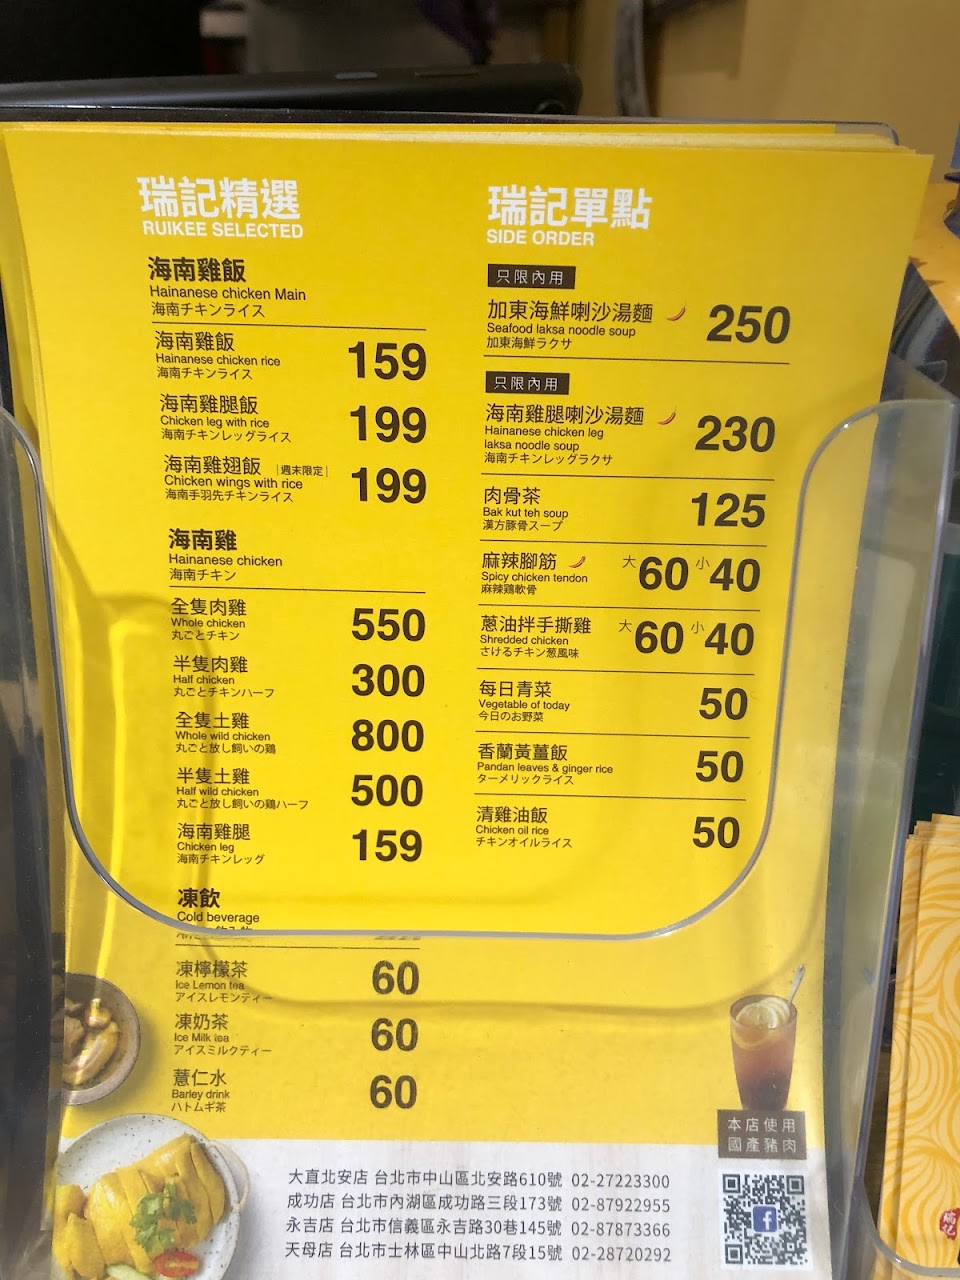 瑞記精選
RUIKEE SELECTED
海南雞飯
Hainanese chicken Main
海南チキンライス
海南雞飯
Hainanese chicken rice
海南チキンライス
159
海南雞腿飯
Chicken leg with rice
海南チキンレッグライス
199
海南雞翅飯 |週末限定|
Chicken wings with rice
海南手羽先チキンライス
199
海南雞
Hainanese chicken
海南チキン
全隻肉雞
Whole chicken
丸ごとチキン
550
半隻肉雞
Half chicken
丸ごとチキンハーフ
300
全隻土雞
Whole wild chicken
丸ごと放し飼いの鶏
800
半隻土雞
Half wild chicken
丸ごと放し飼いの鶏ハーフ
500
海南雞腿
Chicken leg
海南チキンレッグ
159
凍飲
Cold beverage
凍檸檬茶
Ice Lemon tea
アイスレモンティー
60
凍奶茶
Ice Milk tea
アイスミルクティー
60
薏仁水
Barley drink
ハトムギ茶
60
瑞記單點
SIDE ORDER
只限內用
加東海鮮喇沙湯麵
Seafood laksa noodle soup
加東海鮮ラクサ
250
只限內用
海南雞腿喇沙湯麵
Hainanese chicken leg
laksa noodle soup
海南チキンレッグラクサ
230
肉骨茶
Bak kut teh soup
漢方豚骨スープ
125
麻辣腳筋
Spicy chicken tendon
麻辣鶏軟骨
大60 小40
蔥油拌手撕雞
Shredded chicken
さけるチキン葱風味
大60 小40
每日青菜
Vegetable of today
今日のお野菜
50
香蘭黃薑飯
Pandan leaves & ginger rice
ターメリックライス
50
清雞油飯
Chicken oil rice
チキンオイルライス
50
本店使用
國產豬肉
大直北安店 台北市中山區北安路610號 02-27223300
成功店 台北市內湖區成功路三段173號 02-87922955
永吉店 台北市信義區永吉路30巷145號 02-87873366
天母店 台北市士林區中山北路7段15號 02-28720292
瑞記